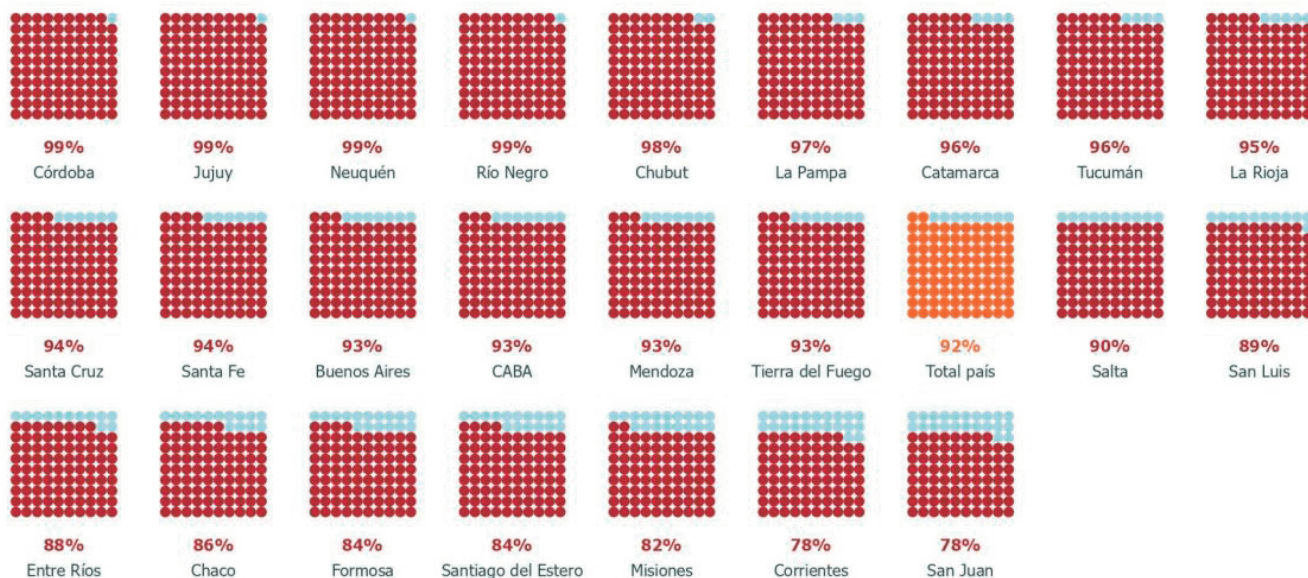 99% 99% 99% 99% 98% 97% 96% 96% 95%
Córdoba Jujuy Neuquén Río Negro Chubut La Pampa Catamarca Tucumán La Rioja
94% 94% 93% 93% 93% 93% 92% 90% 89%
Santa Cruz Santa Fe Buenos Aires CABA Mendoza Tierra del Fuego Total país Salta San Luis
88% 86% 84% 84% 82% 78% 78%
Entre Ríos Chaco Formosa Santiago del Estero Misiones Corrientes San Juan